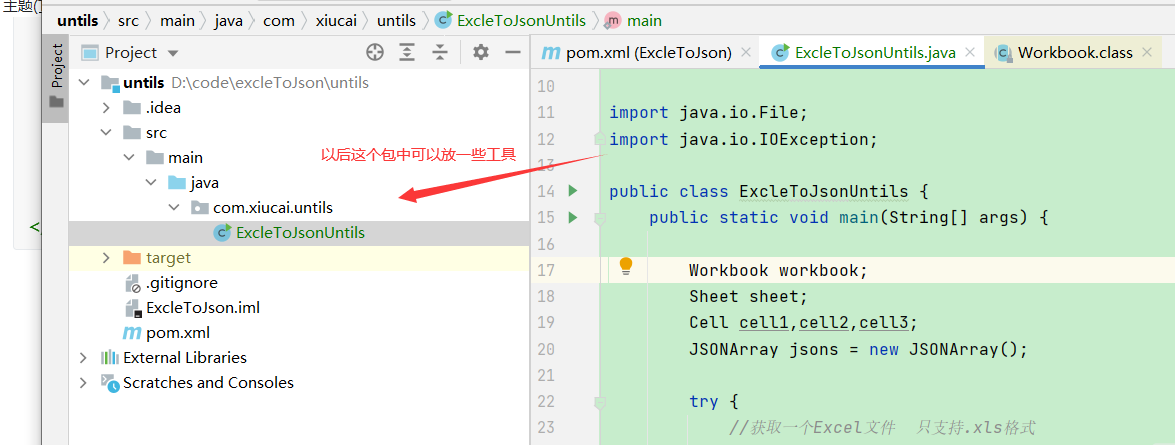 主题(
untils 〉 src 〉 main 〉 java 〉 com 〉 xiucai 〉 untils 〉 ExcleToJsonUntils 〉 main
Project
Project
untils D:\code\excleToJson\untils
.idea
src
main
java
com.xiucai.untils
ExcleToJsonUntils
target
.gitignore
ExcleToJson.iml
pom.xml
External Libraries
Scratches and Consoles
以后这个包中可以放一些工具
pom.xml (ExcleToJson) ExcleToJsonUntils.java Workbook.class
10
11 import java.io.File;
12 import java.io.IOException;
13
14 public class ExcleToJsonUntils {
15 public static void main(String[] args) {
16
17 Workbook workbook;
18 Sheet sheet;
19 Cell cell1,cell2,cell3;
20 JSONArray jsons = new JSONArray();
21
22 try {
23 //获取一个Excel文件 只支持.xls格式